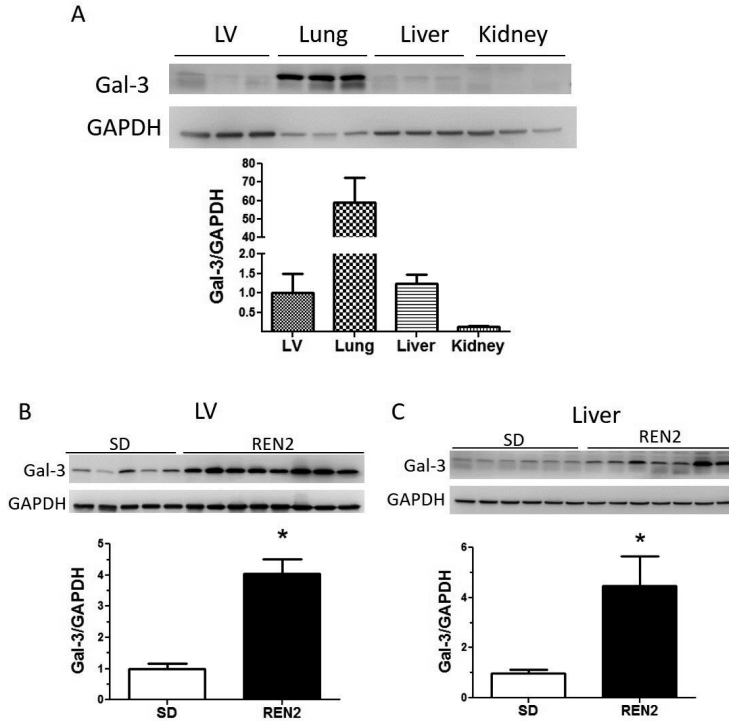 A
LV Lung Liver Kidney
Gal-3
GAPDH
Gal-3/GAPDH
80
70
60
50
40
30
2.0
1.5
1.0
0.5
LV Lung Liver Kidney
B LV
SD REN2
Gal-3
GAPDH
*
Gal-3/GAPDH
5
4
3
2
1
0
SD REN2
C Liver
SD REN2
Gal-3
GAPDH
*
Gal-3/GAPDH
6
4
2
0
SD REN2